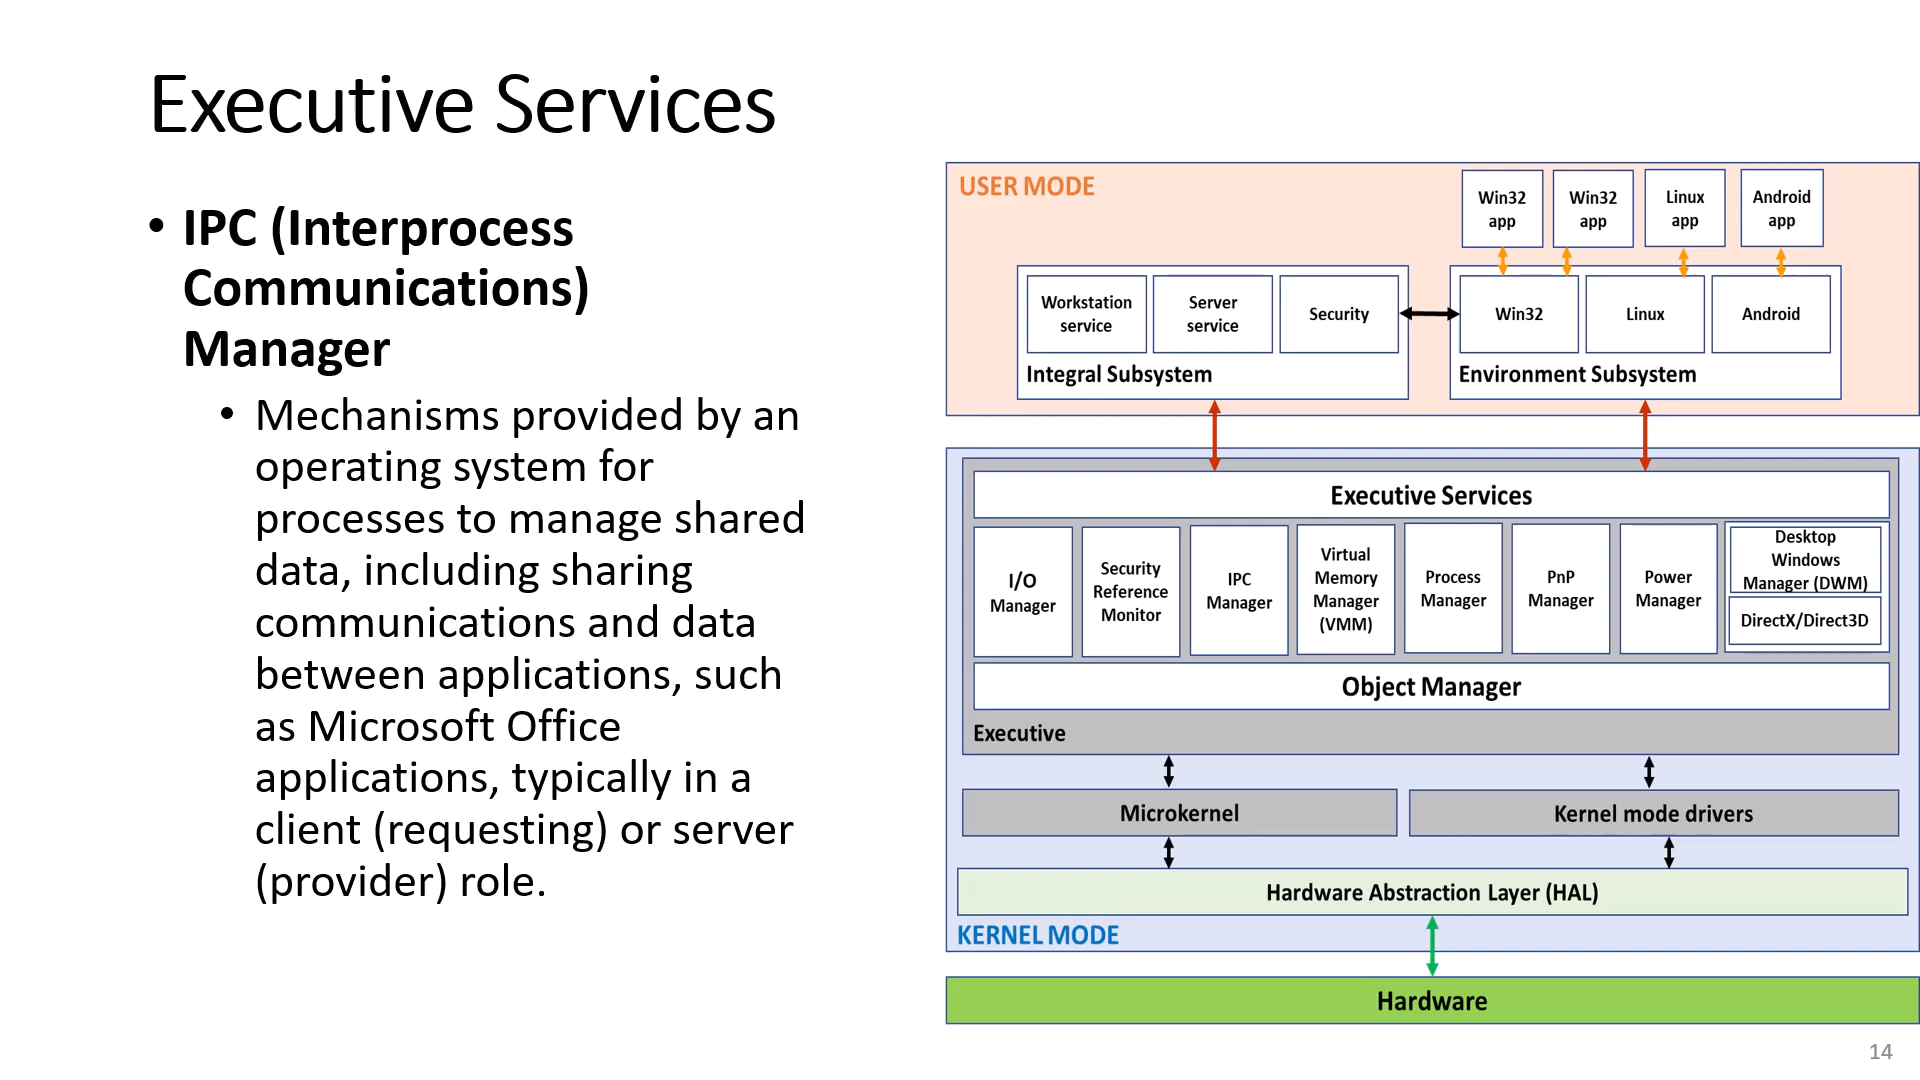 Executive Services
• IPC (Interprocess
Communications)
Manager
• Mechanisms provided by an
operating system for
processes to manage shared
data, including sharing
communications and data
between applications, such
as Microsoft Office
applications, typically in a
client (requesting) or server
(provider) role.
USER MODE
Win32
app
Win32
app
Linux
app
Android
app
Workstation
service
Server
service
Security
Integral Subsystem
Win32
Linux
Android
Environment Subsystem
Executive Services
I/O
Manager
Security
Reference
Monitor
IPC
Manager
Virtual
Memory
Manager
(VMM)
Process
Manager
PnP
Manager
Power
Manager
Desktop
Windows
Manager (DWM)
DirectX/Direct3D
Object Manager
Executive
Microkernel
Kernel mode drivers
Hardware Abstraction Layer (HAL)
KERNEL MODE
Hardware
14